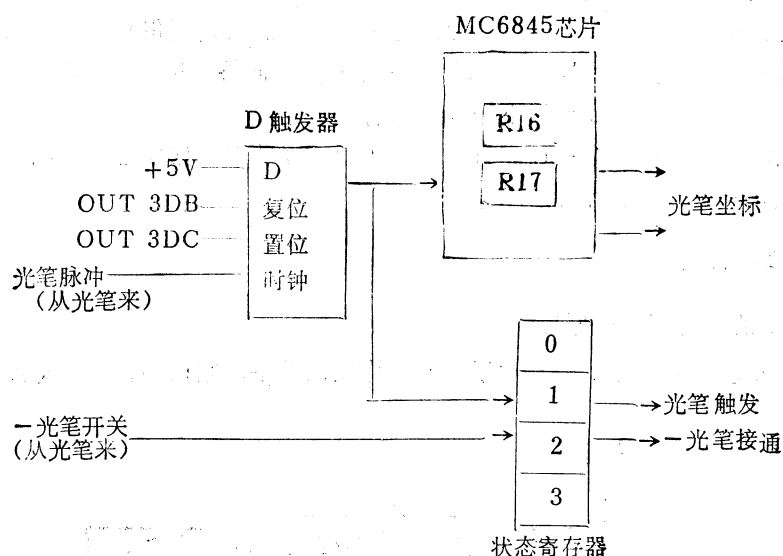 MC6845芯片
R16
R17
D 触发器
+5V
D
OUT 3DB
复位
OUT 3DC
置位
光笔脉冲
时钟
(从光笔来)
光笔坐标
0
1
2
3
光笔触发
-光笔开关
(从光笔来)
-光笔接通
状态寄存器